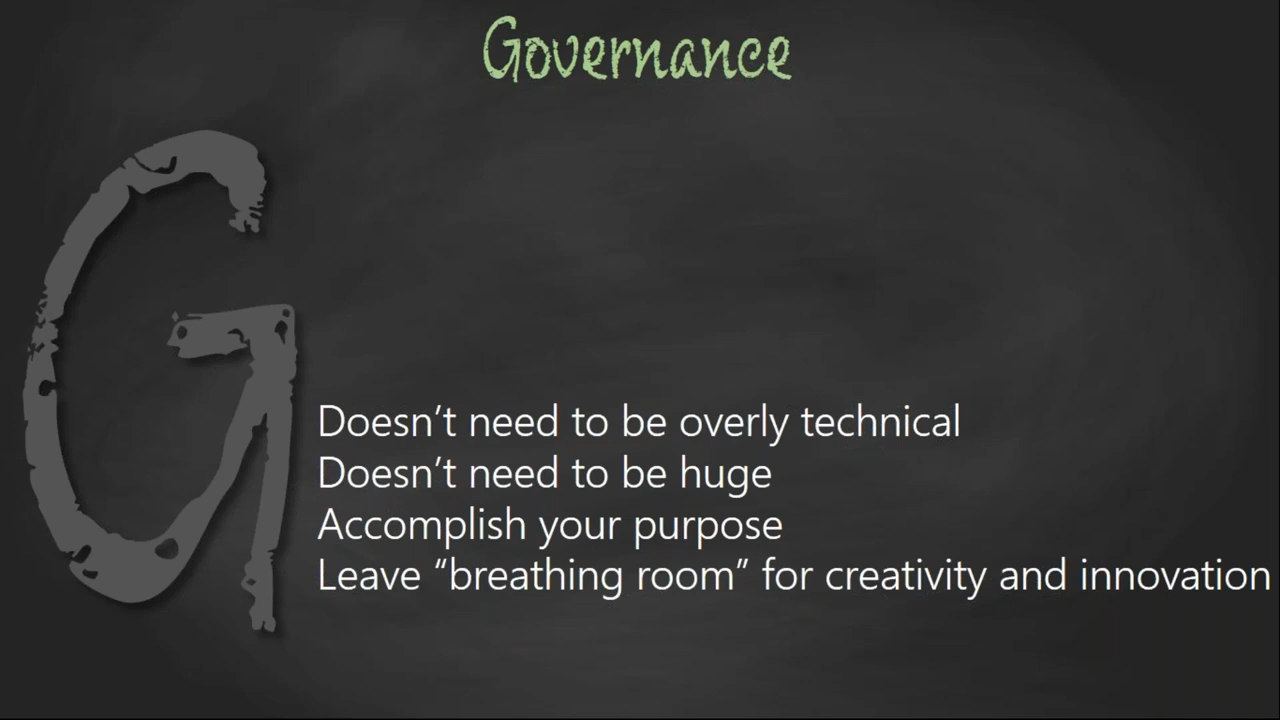 Governance
G
Doesn’t need to be overly technical
Doesn’t need to be huge
Accomplish your purpose
Leave “breathing room” for creativity and innovation